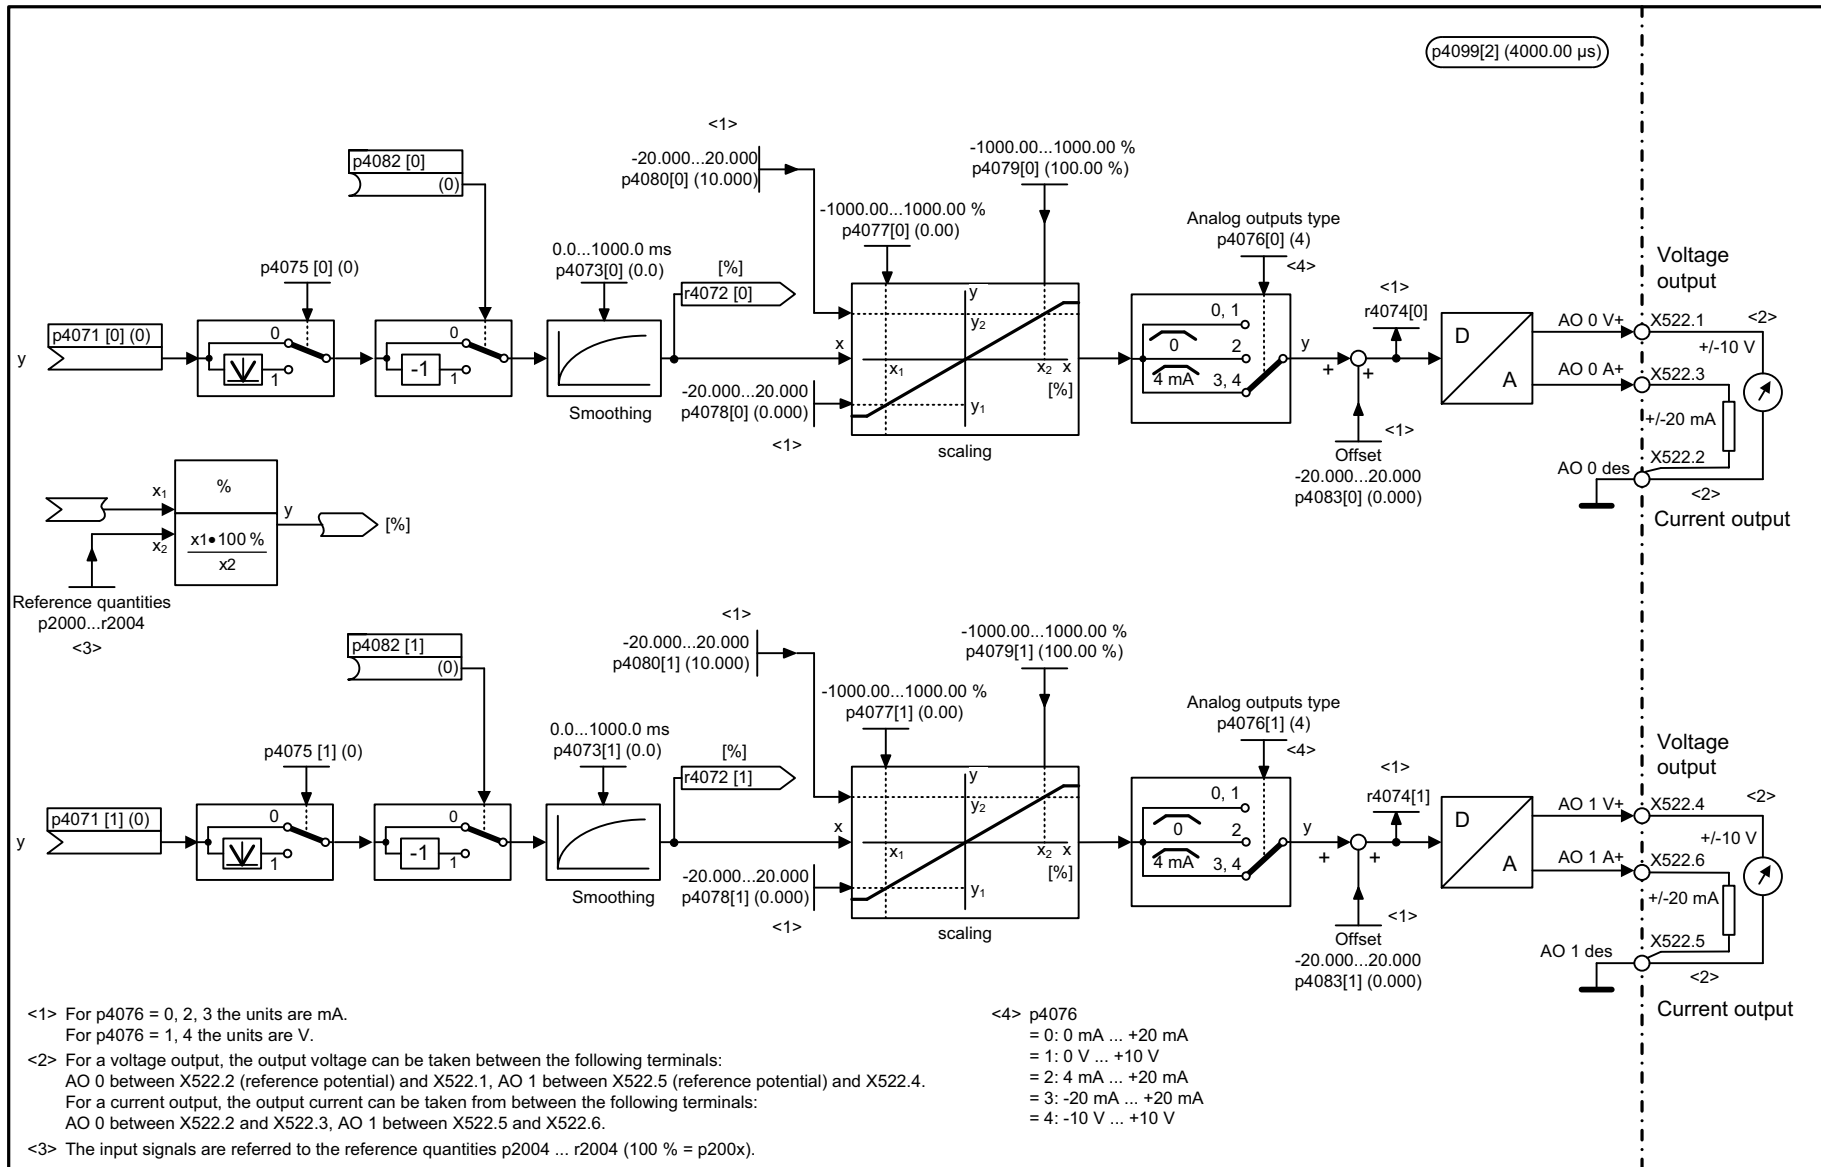 p4099[2] (4000.00 µs)
<1>
-20.000...20.000
p4080[0] (10.000)
-1000.00...1000.00 %
p4079[0] (100.00 %)
p4082 [0]
(0)
-1000.00...1000.00 %
p4077[0] (0.00)
Analog outputs type
p4076[0] (4)
<4>
p4075 [0] (0)
0.0...1000.0 ms
p4073[0] (0.0)
[%]
r4072 [0]
Voltage
output
<1>
r4074[0]
y
p4071 [0] (0)
0
1
0
-1
1
Smoothing
x
y
y2
x1
x2
x
[%]
y1
scaling
-20.000...20.000
p4078[0] (0.000)
<1>
0, 1
0
2
4 mA
3, 4
y
+
+
<1>
Offset
-20.000...20.000
p4083[0] (0.000)
D
A
AO 0 V+
X522.1
<2>
+/-10 V
AO 0 A+
X522.3
+/-20 mA
X522.2
AO 0 des
<2>
Current output
x1
%
y
[%]
x2
x1•100 %
x2
Reference quantities
p2000...r2004
<3>
<1>
-20.000...20.000
p4080[1] (10.000)
-1000.00...1000.00 %
p4079[1] (100.00 %)
p4082 [1]
(0)
-1000.00...1000.00 %
p4077[1] (0.00)
Analog outputs type
p4076[1] (4)
<4>
p4075 [1] (0)
0.0...1000.0 ms
p4073[1] (0.0)
[%]
r4072 [1]
Voltage
output
<1>
r4074[1]
y
p4071 [1] (0)
0
1
0
-1
1
Smoothing
x
y
y2
x1
x2
x
[%]
y1
scaling
-20.000...20.000
p4078[1] (0.000)
<1>
0, 1
0
2
4 mA
3, 4
y
+
+
<1>
Offset
-20.000...20.000
p4083[1] (0.000)
D
A
AO 1 V+
X522.4
<2>
+/-10 V
AO 1 A+
X522.6
+/-20 mA
X522.5
AO 1 des
<2>
Current output
<1> For p4076 = 0, 2, 3 the units are mA.
For p4076 = 1, 4 the units are V.
<2> For a voltage output, the output voltage can be taken between the following terminals:
AO 0 between X522.2 (reference potential) and X522.1, AO 1 between X522.5 (reference potential) and X522.4.
For a current output, the output current can be taken from between the following terminals:
AO 0 between X522.2 and X522.3, AO 1 between X522.5 and X522.6.
<3> The input signals are referred to the reference quantities p2004 ... r2004 (100 % = p200x).
<4> p4076
= 0: 0 mA ... +20 mA
= 1: 0 V ... +10 V
= 2: 4 mA ... +20 mA
= 3: -20 mA ... +20 mA
= 4: -10 V ... +10 V